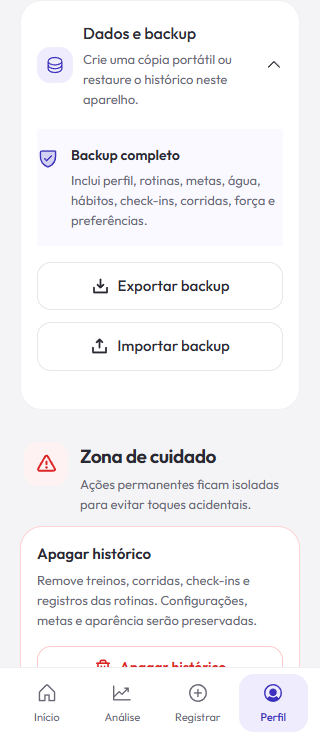 Dados e backup
Crie uma cópia portátil ou
restaure o histórico neste
aparelho.
Backup completo
Inclui perfil, rotinas, metas, água,
hábitos, check-ins, corridas, força e
preferências.
Exportar backup
Importar backup
Zona de cuidado
Ações permanentes ficam isoladas
para evitar toques acidentais.
Apagar histórico
Remove treinos, corridas, check-ins e
registros das rotinas. Configurações,
metas e aparência serão preservadas.
Apagar histórico
Início
Análise
Registrar
Perfil